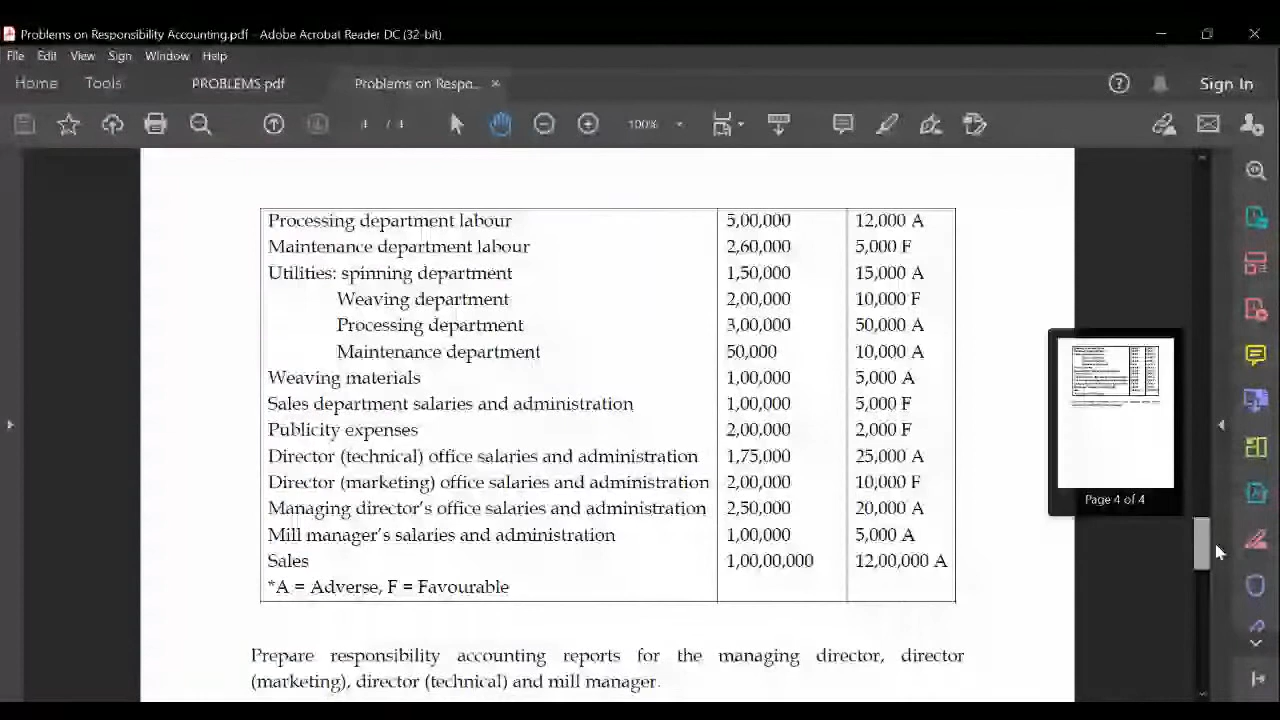 Problems on Responsibility Accounting.pdf - Adobe Acrobat Reader DC (32-bit)
File Edit View Sign Window Help
Home Tools PROBLEMS.pdf Problems on Respo... ×
4 / 4 100% Sign In
Processing department labour 5,00,000 12,000 A
Maintenance department labour 2,60,000 5,000 F
Utilities: spinning department 1,50,000 15,000 A
Weaving department 2,00,000 10,000 F
Processing department 3,00,000 50,000 A
Maintenance department 50,000 10,000 A
Weaving materials 1,00,000 5,000 A
Sales department salaries and administration 1,00,000 5,000 F
Publicity expenses 2,00,000 2,000 F
Director (technical) office salaries and administration 1,75,000 25,000 A
Director (marketing) office salaries and administration 2,00,000 10,000 F
Managing director's office salaries and administration 2,50,000 20,000 A
Mill manager's salaries and administration 1,00,000 5,000 A
Sales 1,00,00,000 12,00,000 A
*A = Adverse, F = Favourable
Page 4 of 4
Prepare responsibility accounting reports for the managing director, director
(marketing), director (technical) and mill manager.